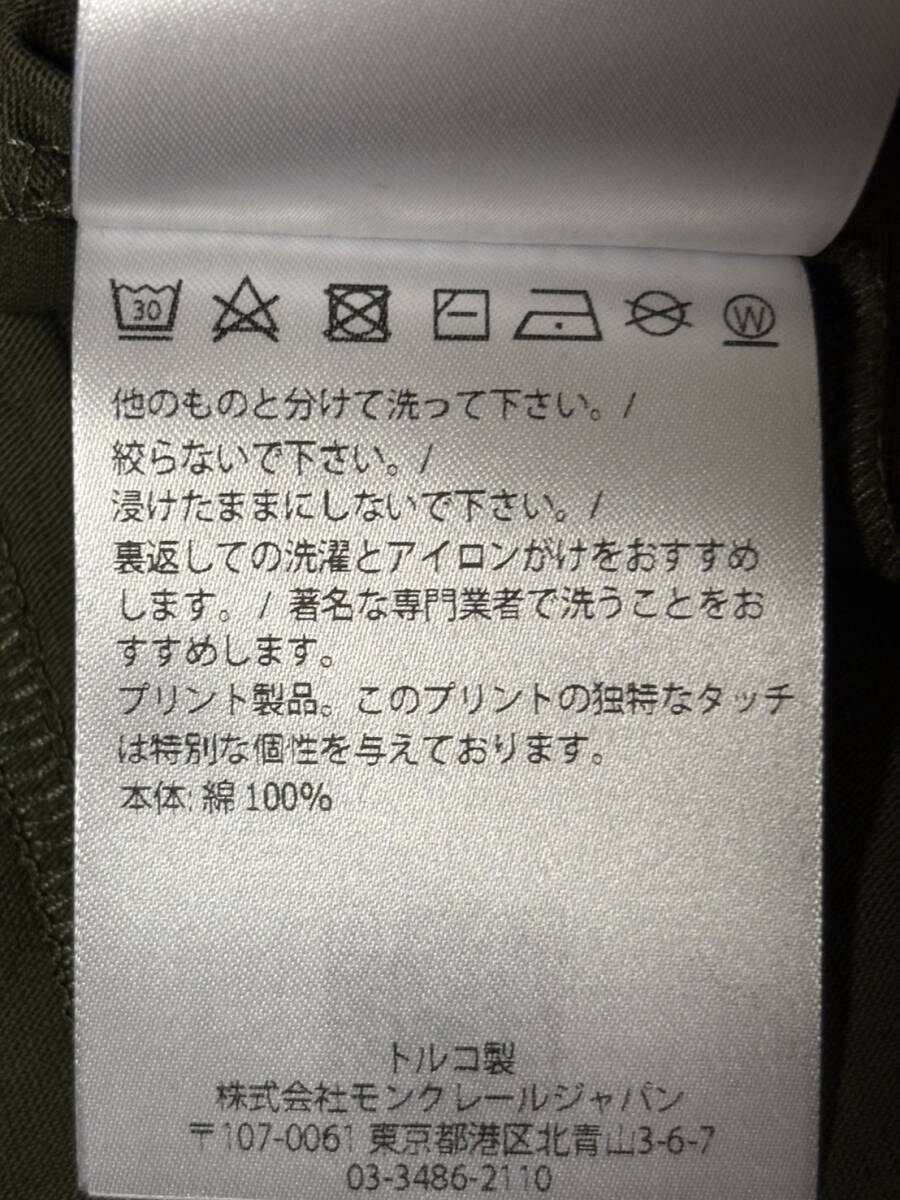 30 W
他のものと分けて洗って下さい。/
絞らないで下さい。/
浸けたままにしないで下さい。/
裏返しての洗濯とアイロンがけをおすすめ
します。/ 著名な専門業者で洗うことをお
すすめします。
プリント製品。このプリントの独特なタッチ
は特別な個性を与えております。
本体: 綿 100%
トルコ製
株式会社モンクレールジャパン
〒107-0061 東京都港区北青山3-6-7
03-3486-2110